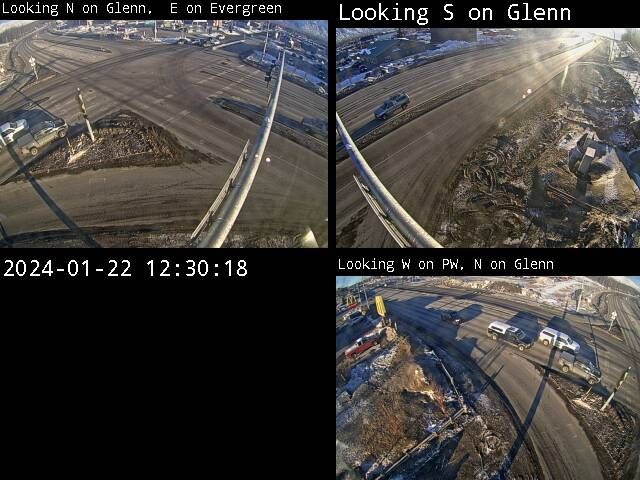 Looking N on Glenn,  E on Evergreen
Looking S on Glenn
2024-01-22 12:30:18
Looking W on PW, N on Glenn